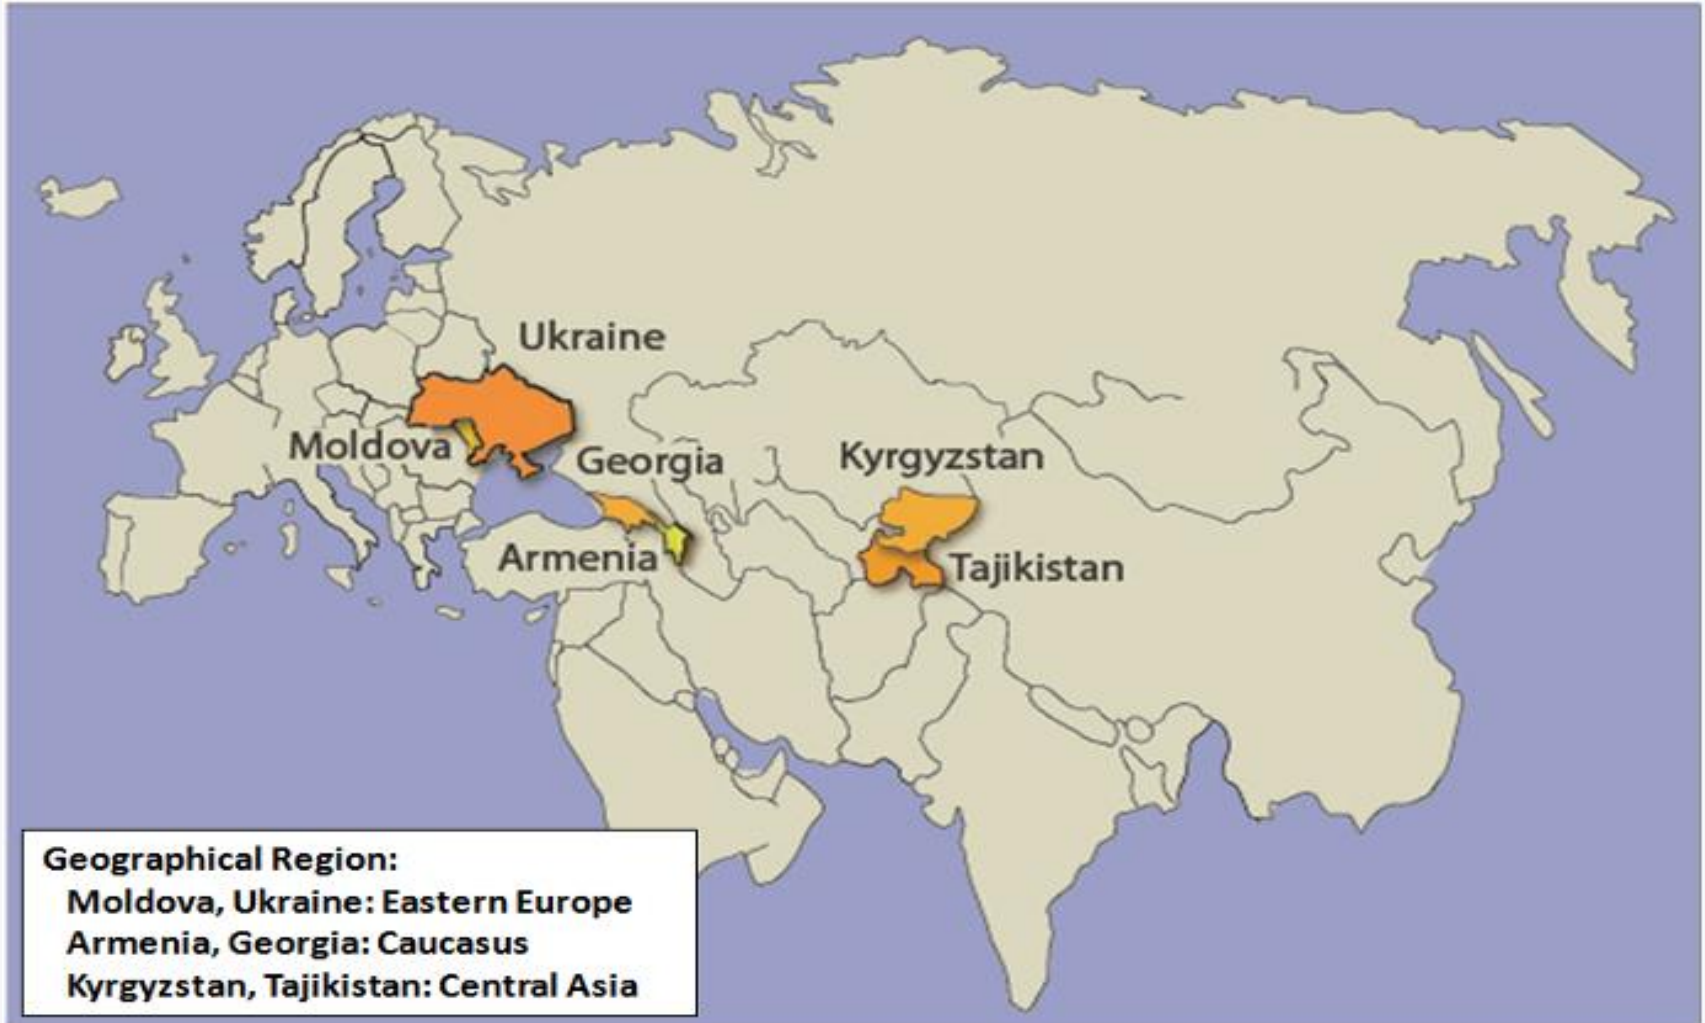 Ukraine
Moldova
Georgia
Kyrgyzstan
Armenia
Tajikistan
Geographical Region:
Moldova, Ukraine: Eastern Europe
Armenia, Georgia: Caucasus
Kyrgyzstan, Tajikistan: Central Asia